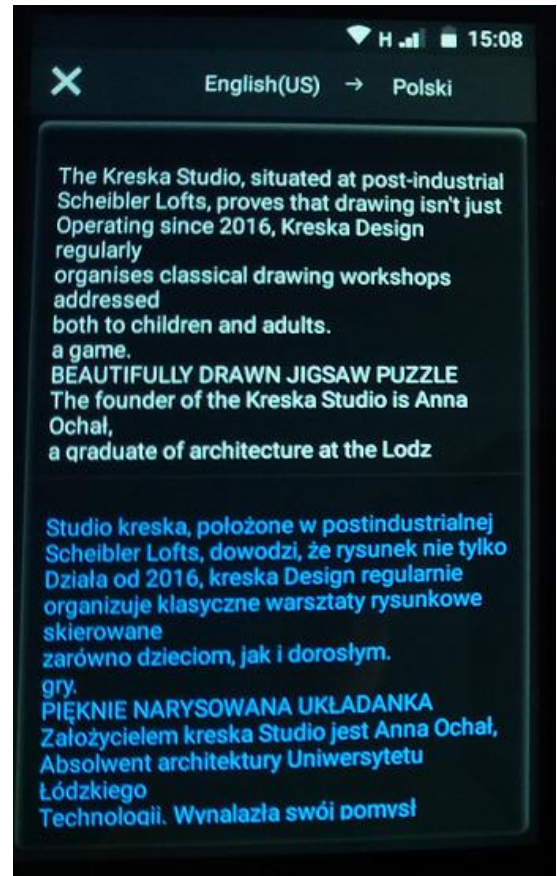 H 15:08
English(US) → Polski
The Kreska Studio, situated at post-industrial
Scheibler Lofts, proves that drawing isn't just
Operating since 2016, Kreska Design
regularly
organises classical drawing workshops
addressed
both to children and adults.
a game.
BEAUTIFULLY DRAWN JIGSAW PUZZLE
The founder of the Kreska Studio is Anna
Ochał,
a graduate of architecture at the Lodz
Studio kreska, położone w postindustrialnej
Scheibler Lofts, dowodzi, że rysunek nie tylko
Działa od 2016, kreska Design regularnie
organizuje klasyczne warsztaty rysunkowe
skierowane
zarówno dzieciom, jak i dorosłym.
gry.
PIĘKNIE NARYSOWANA UKŁADANKA
Założycielem kreska Studio jest Anna Ochał,
Absolwent architektury Uniwersytetu
Łódzkiego
Technologii. Wynalazła swój pomysł